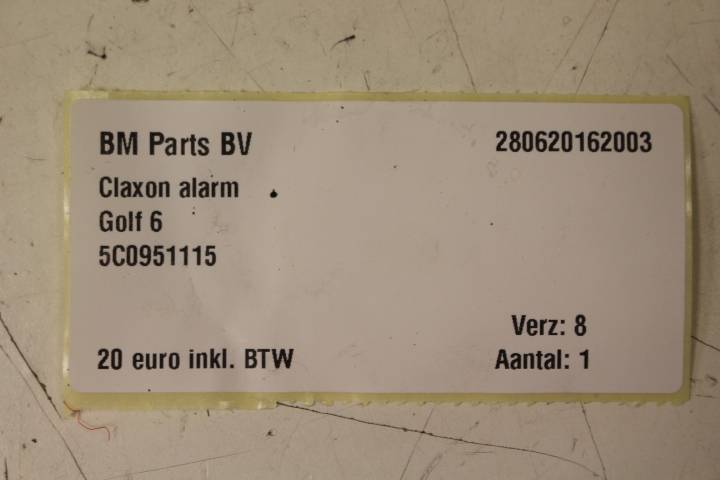 BM Parts BV 280620162003
Claxon alarm
Golf 6
5C0951115
Verz: 8
20 euro inkl. BTW Aantal: 1